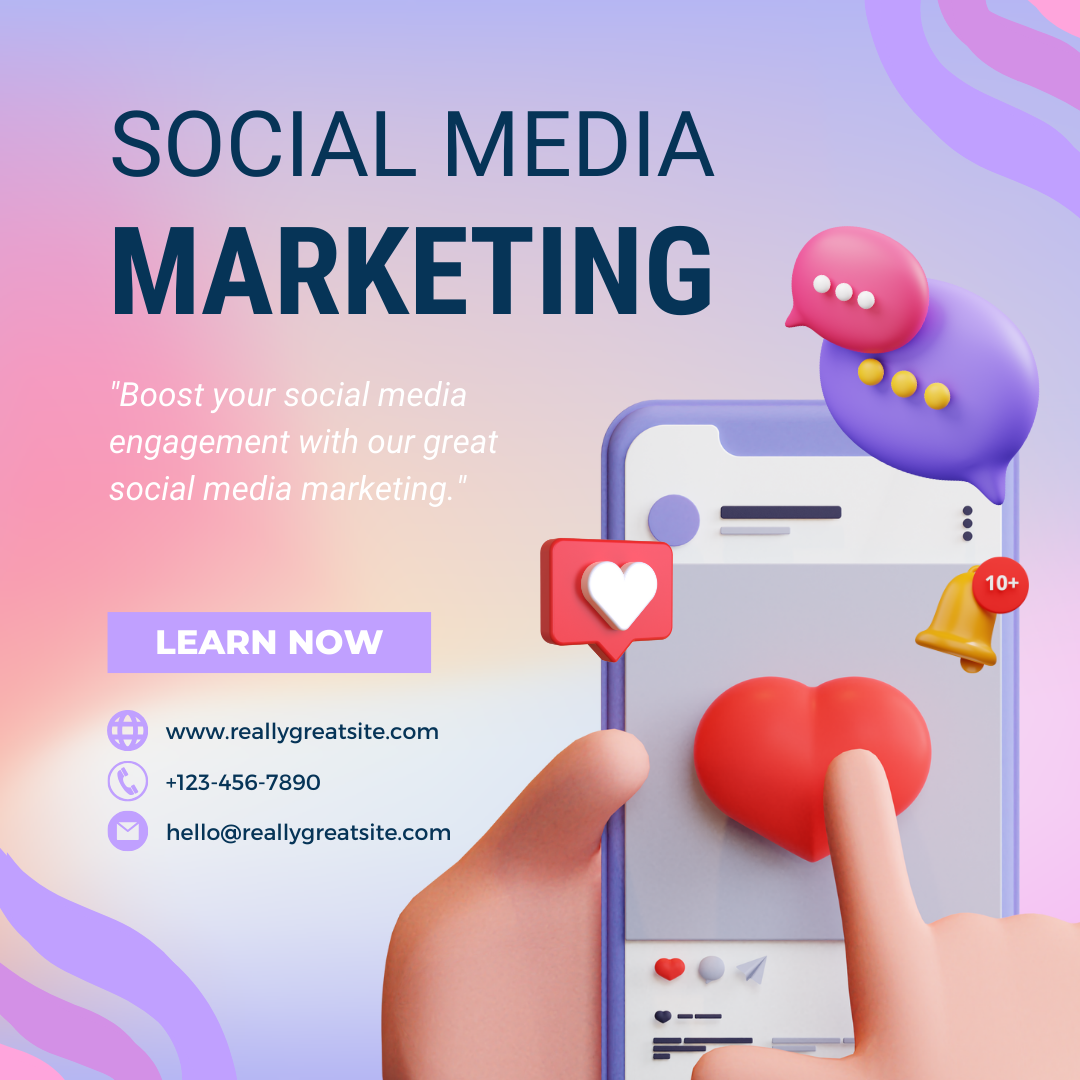 SOCIAL MEDIA
MARKETING
"Boost your social media
engagement with our great
social media marketing."
10+
LEARN NOW
www.reallygreatsite.com
+123-456-7890
hello@reallygreatsite.com